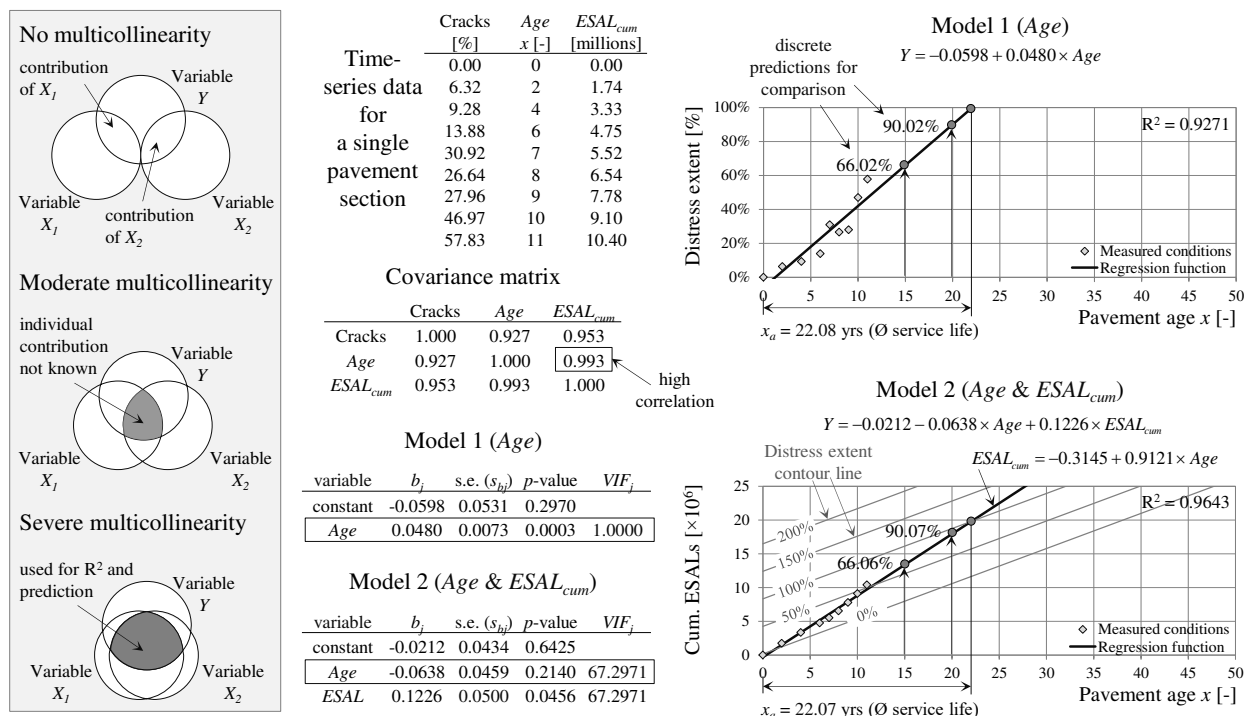 No multicollinearity
contribution
of X1
Variable
Y
Variable
X1
contribution
of X2
Variable
X2
Moderate multicollinearity
individual
contribution
not known
Variable
Y
Variable
X1
Variable
X2
Severe multicollinearity
used for R² and
prediction
Variable
Y
Variable
X1
Variable
X2
Time-
series data
for
a single
pavement
section
Cracks Age ESALcum
[%] x [-] [millions]
0.00 0 0.00
6.32 2 1.74
9.28 4 3.33
13.88 6 4.75
30.92 7 5.52
26.64 8 6.54
27.96 9 7.78
46.97 10 9.10
57.83 11 10.40
Covariance matrix
Cracks Age ESALcum
Cracks 1.000 0.927 0.953
Age 0.927 1.000 0.993
ESALcum 0.953 0.993 1.000
high
correlation
Model 1 (Age)
variable bj s.e. (sbj) p-value VIFj
constant -0.0598 0.0531 0.2970
Age 0.0480 0.0073 0.0003 1.0000
Model 2 (Age & ESALcum)
variable bj s.e. (sbj) p-value VIFj
constant -0.0212 0.0434 0.6425
Age -0.0638 0.0459 0.2140 67.2971
ESAL 0.1226 0.0500 0.0456 67.2971
Model 1 (Age)
Y = −0.0598 + 0.0480 × Age
discrete
predictions for
comparison
Distress extent [%]
100%
80%
60%
40%
20%
0%
90.02%
66.02%
R² = 0.9271
Measured conditions
Regression function
0 5 10 15 20 25 30 35 40 45 50
Pavement age x [-]
xa = 22.08 yrs (Ø service life)
Model 2 (Age & ESALcum)
Y = −0.0212 − 0.0638 × Age + 0.1226 × ESALcum
Distress extent
contour line
ESALcum = −0.3145 + 0.9121 × Age
Cum. ESALs [×10⁶]
25
20
15
10
5
0
200%
150%
100%
50%
0%
90.07%
66.06%
R² = 0.9643
Measured conditions
Regression function
0 5 10 15 20 25 30 35 40 45 50
Pavement age x [-]
xa = 22.07 yrs (Ø service life)